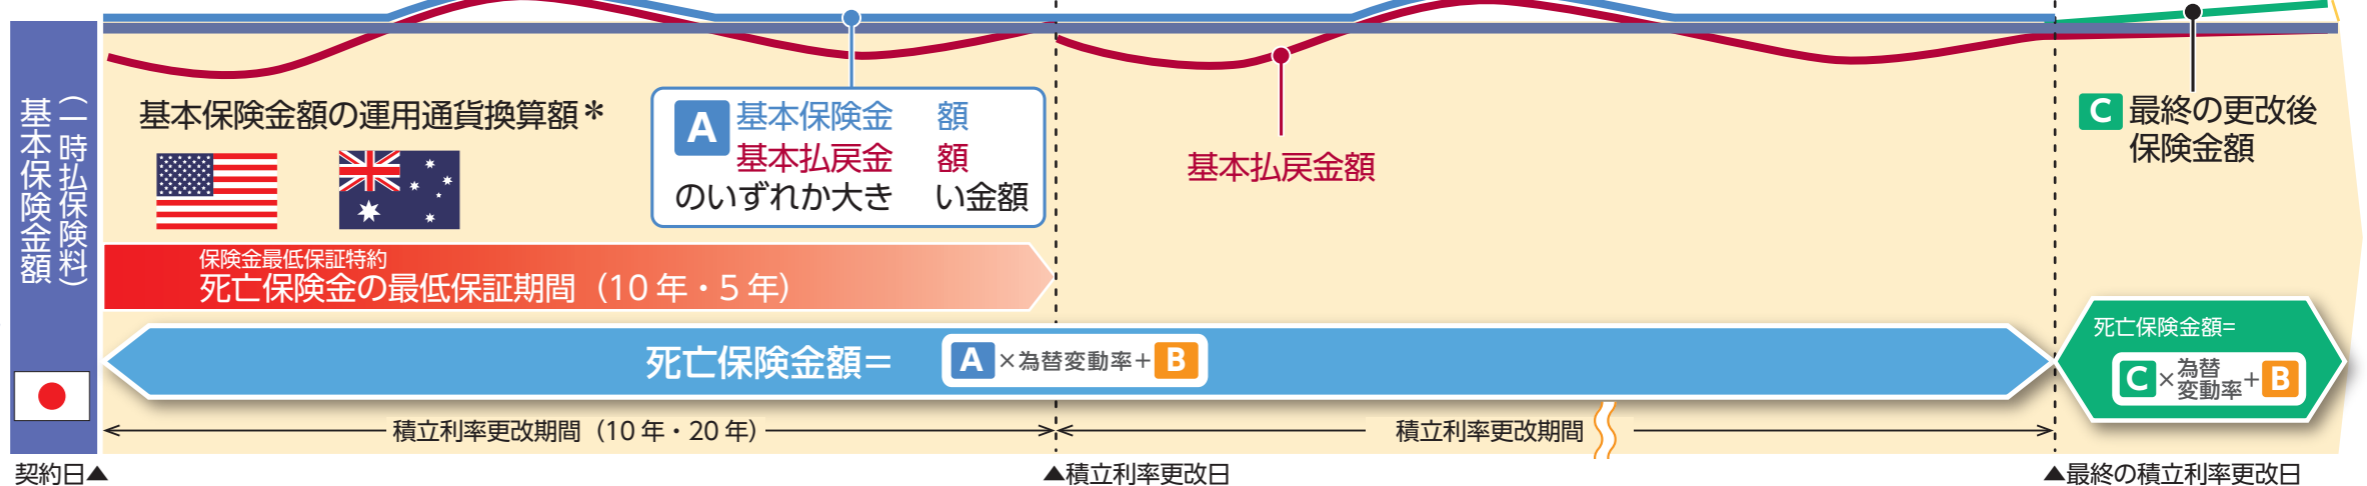 基本保険金額
（一時払保険料）
基本保険金額の運用通貨換算額＊
A 基本保険金　額
基本払戻金　額
のいずれか大き　い金額
基本払戻金額
C 最終の更改後
保険金額
保険金最低保証特約
死亡保険金の最低保証期間（10年・5年）
死亡保険金額＝ A×為替変動率＋B
死亡保険金額=
C×為替
変動率＋B
積立利率更改期間（10年・20年）
積立利率更改期間
契約日▲
▲積立利率更改日
▲最終の積立利率更改日